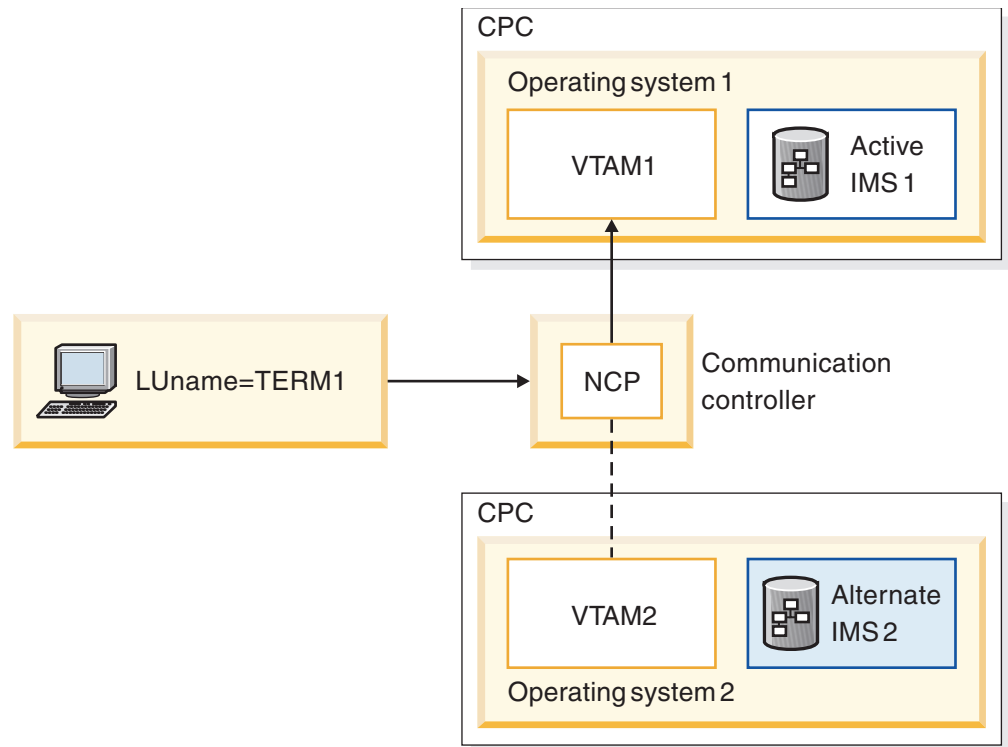 CPC
Operating system 1
VTAM1
Active
IMS 1
LUname=TERM1
NCP
Communication
controller
CPC
VTAM2
Alternate
IMS 2
Operating system 2